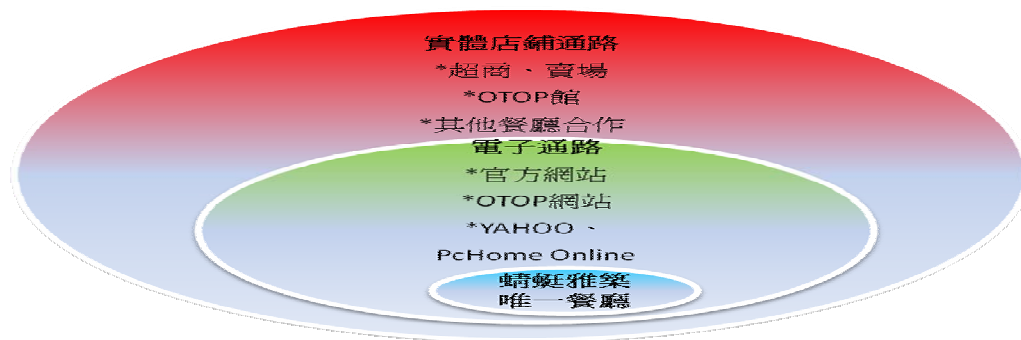 實體店鋪通路
*超商、賣場
*OTOP館
*其他餐廳合作
電子通路
*官方網站
*OTOP網站
*YAHOO、
PcHome Online
蜻蜓雅築
唯一餐廳